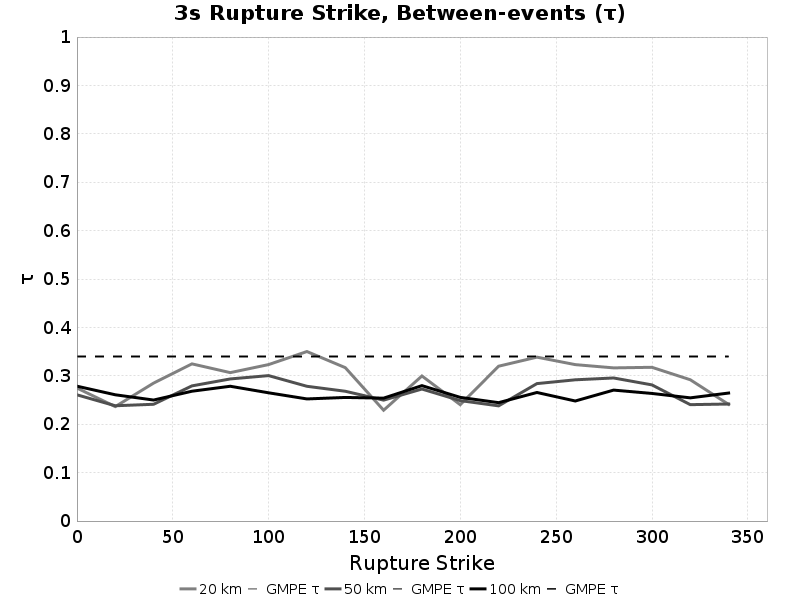 3s Rupture Strike, Between-events (τ)
1
0.9
0.8
0.7
0.6
0.5
0.4
0.3
0.2
0.1
0
τ
0 50 100 150 200 250 300 350
Rupture Strike
20 km GMPE τ 50 km GMPE τ 100 km GMPE τ